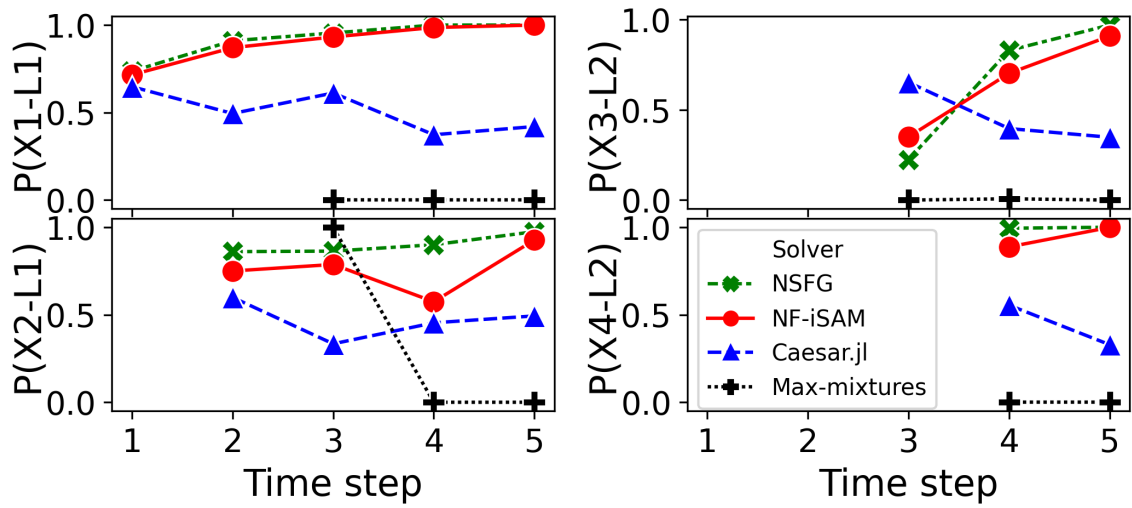 P(X1-L1)
1.0
0.5
0.0
P(X3-L2)
1.0
0.5
0.0
P(X2-L1)
1.0
0.5
0.0
1 2 3 4 5
Time step
P(X4-L2)
1.0
0.5
0.0
Solver
NSFG
NF-iSAM
Caesar.jl
Max-mixtures
1 2 3 4 5
Time step